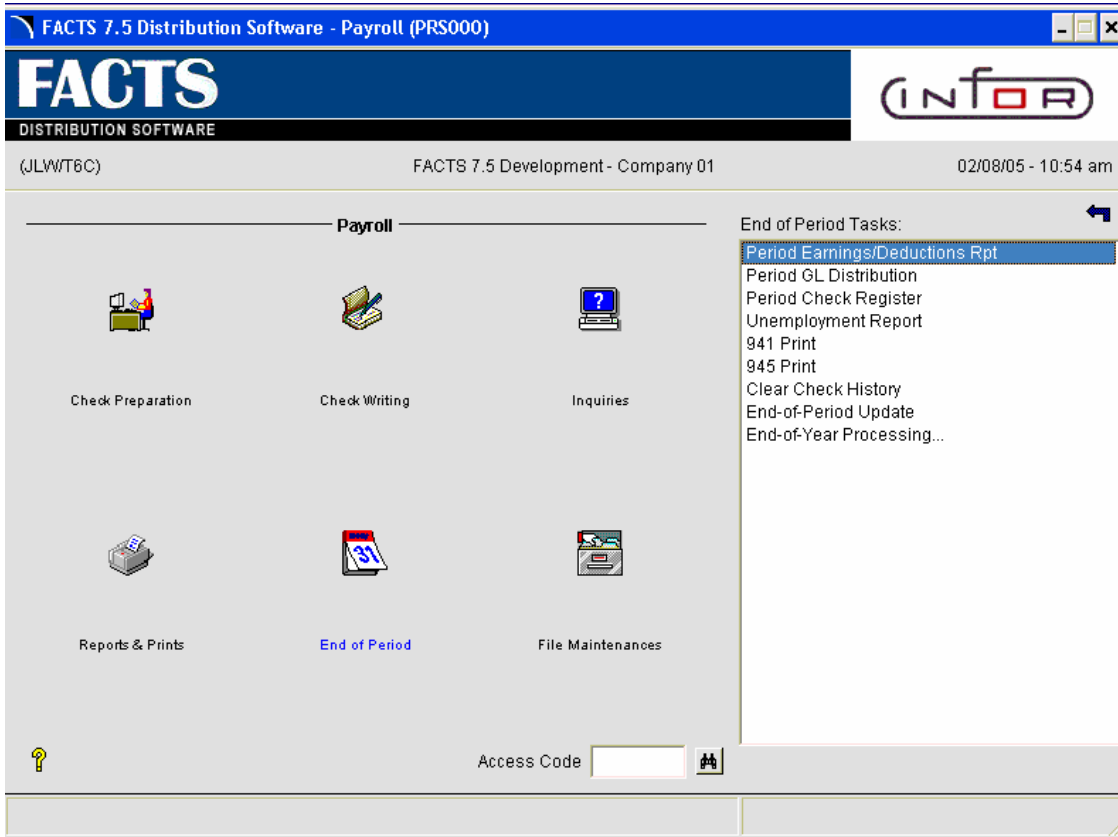 FACTS 7.5 Distribution Software - Payroll (PRS000)
FACTS
DISTRIBUTION SOFTWARE
INFOR
(JLW/T6C)
FACTS 7.5 Development - Company 01
02/08/05 - 10:54 am
Payroll
Check Preparation
Check Writing
?
Inquiries
Reports & Prints
31
End of Period
File Maintenances
?
Access Code
End of Period Tasks:
Period Earnings/Deductions Rpt
Period GL Distribution
Period Check Register
Unemployment Report
941 Print
945 Print
Clear Check History
End-of-Period Update
End-of-Year Processing...